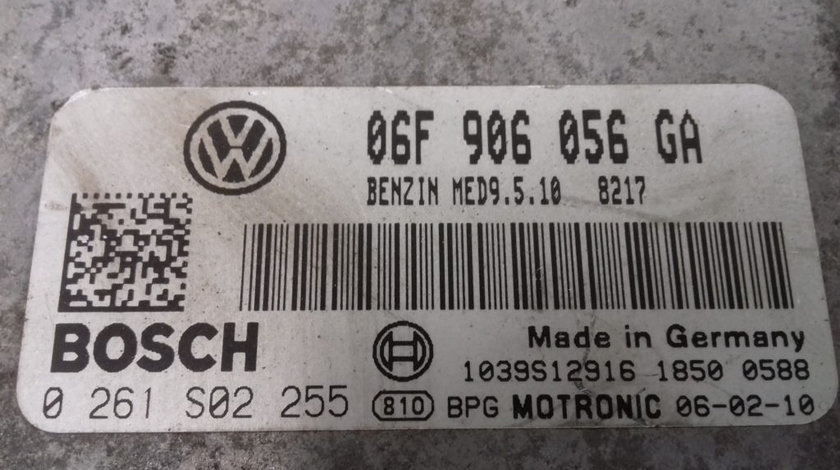 06F 906 056 GA
BENZIN MED9.5.10 8217
BOSCH
Made in Germany
1039S12916 1850 0588
0 261 S02 255 810 BPG MOTRONIC 06-02-10